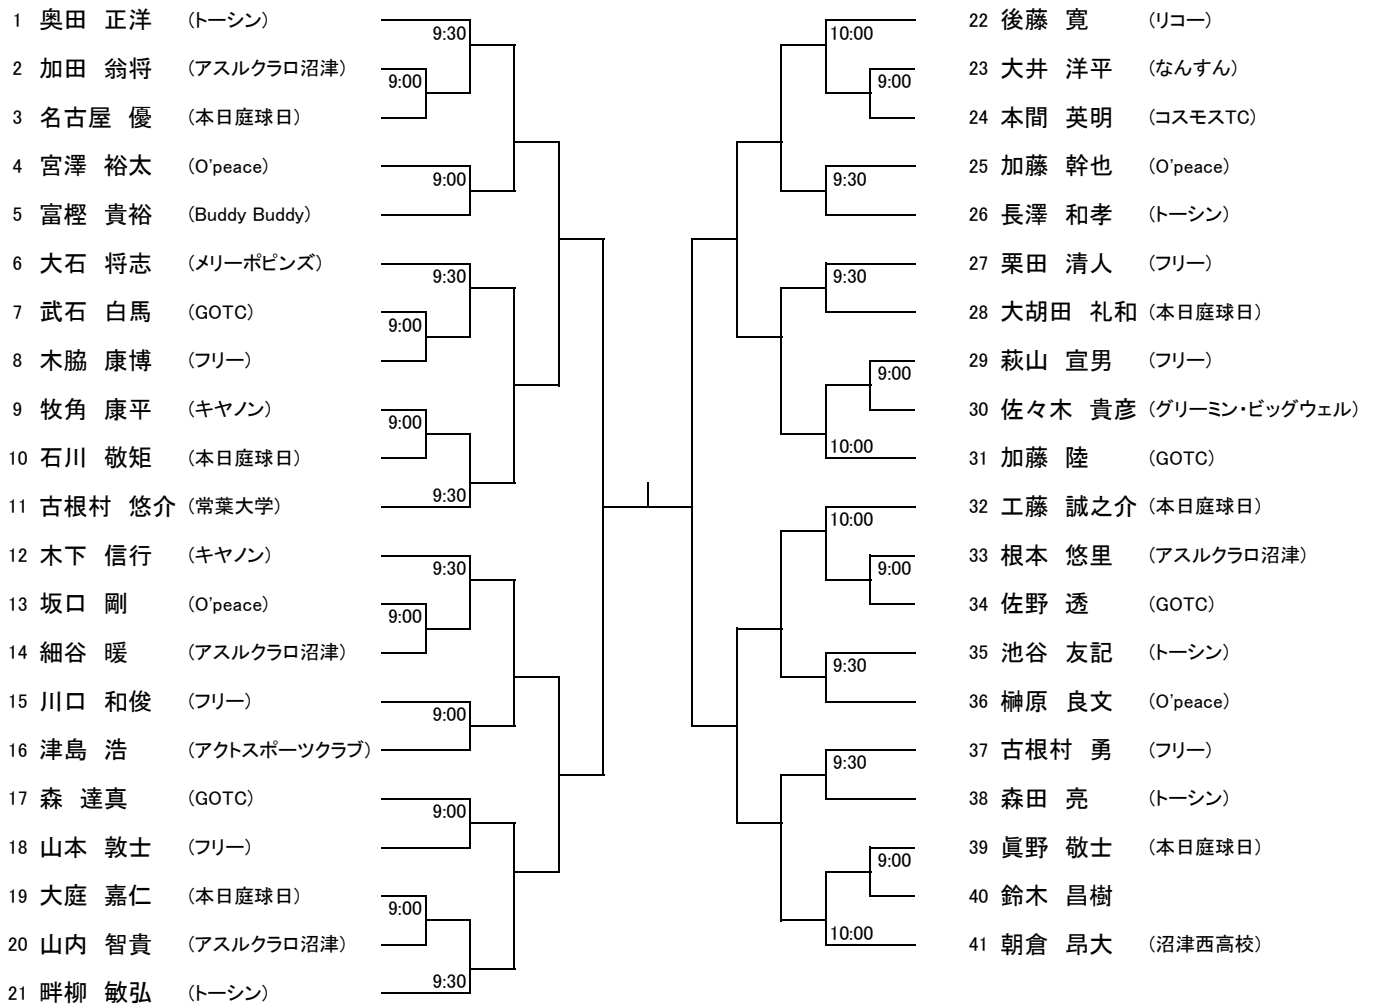 1 奥田 正洋 (トーシン)
9:30
2 加田 翁将 (アスルクラロ沼津)
9:00
3 名古屋 優 (本日庭球日)
4 宮澤 裕太 (O'peace)
9:00
5 富樫 貴裕 (Buddy Buddy)
6 大石 将志 (メリーポピンズ)
9:30
7 武石 白馬 (GOTC)
9:00
8 木脇 康博 (フリー)
9 牧角 康平 (キヤノン)
9:00
10 石川 敬矩 (本日庭球日)
9:30
11 古根村 悠介 (常葉大学)
12 木下 信行 (キヤノン)
9:30
13 坂口 剛 (O'peace)
9:00
14 細谷 暖 (アスルクラロ沼津)
15 川口 和俊 (フリー)
9:00
16 津島 浩 (アクトスポーツクラブ)
17 森 達真 (GOTC)
9:00
18 山本 敦士 (フリー)
19 大庭 嘉仁 (本日庭球日)
9:00
20 山内 智貴 (アスルクラロ沼津)
9:30
21 畔柳 敏弘 (トーシン)
22 後藤 寛 (リコー)
10:00
23 大井 洋平 (なんすん)
9:00
24 本間 英明 (コスモスTC)
25 加藤 幹也 (O'peace)
9:30
26 長澤 和孝 (トーシン)
27 栗田 清人 (フリー)
9:30
28 大胡田 礼和 (本日庭球日)
29 萩山 宣男 (フリー)
9:00
30 佐々木 貴彦 (グリーミン・ビッグウェル)
10:00
31 加藤 陸 (GOTC)
32 工藤 誠之介 (本日庭球日)
10:00
33 根本 悠里 (アスルクラロ沼津)
9:00
34 佐野 透 (GOTC)
35 池谷 友記 (トーシン)
9:30
36 榊原 良文 (O'peace)
37 古根村 勇 (フリー)
9:30
38 森田 亮 (トーシン)
39 眞野 敬士 (本日庭球日)
9:00
40 鈴木 昌樹
10:00
41 朝倉 昂大 (沼津西高校)